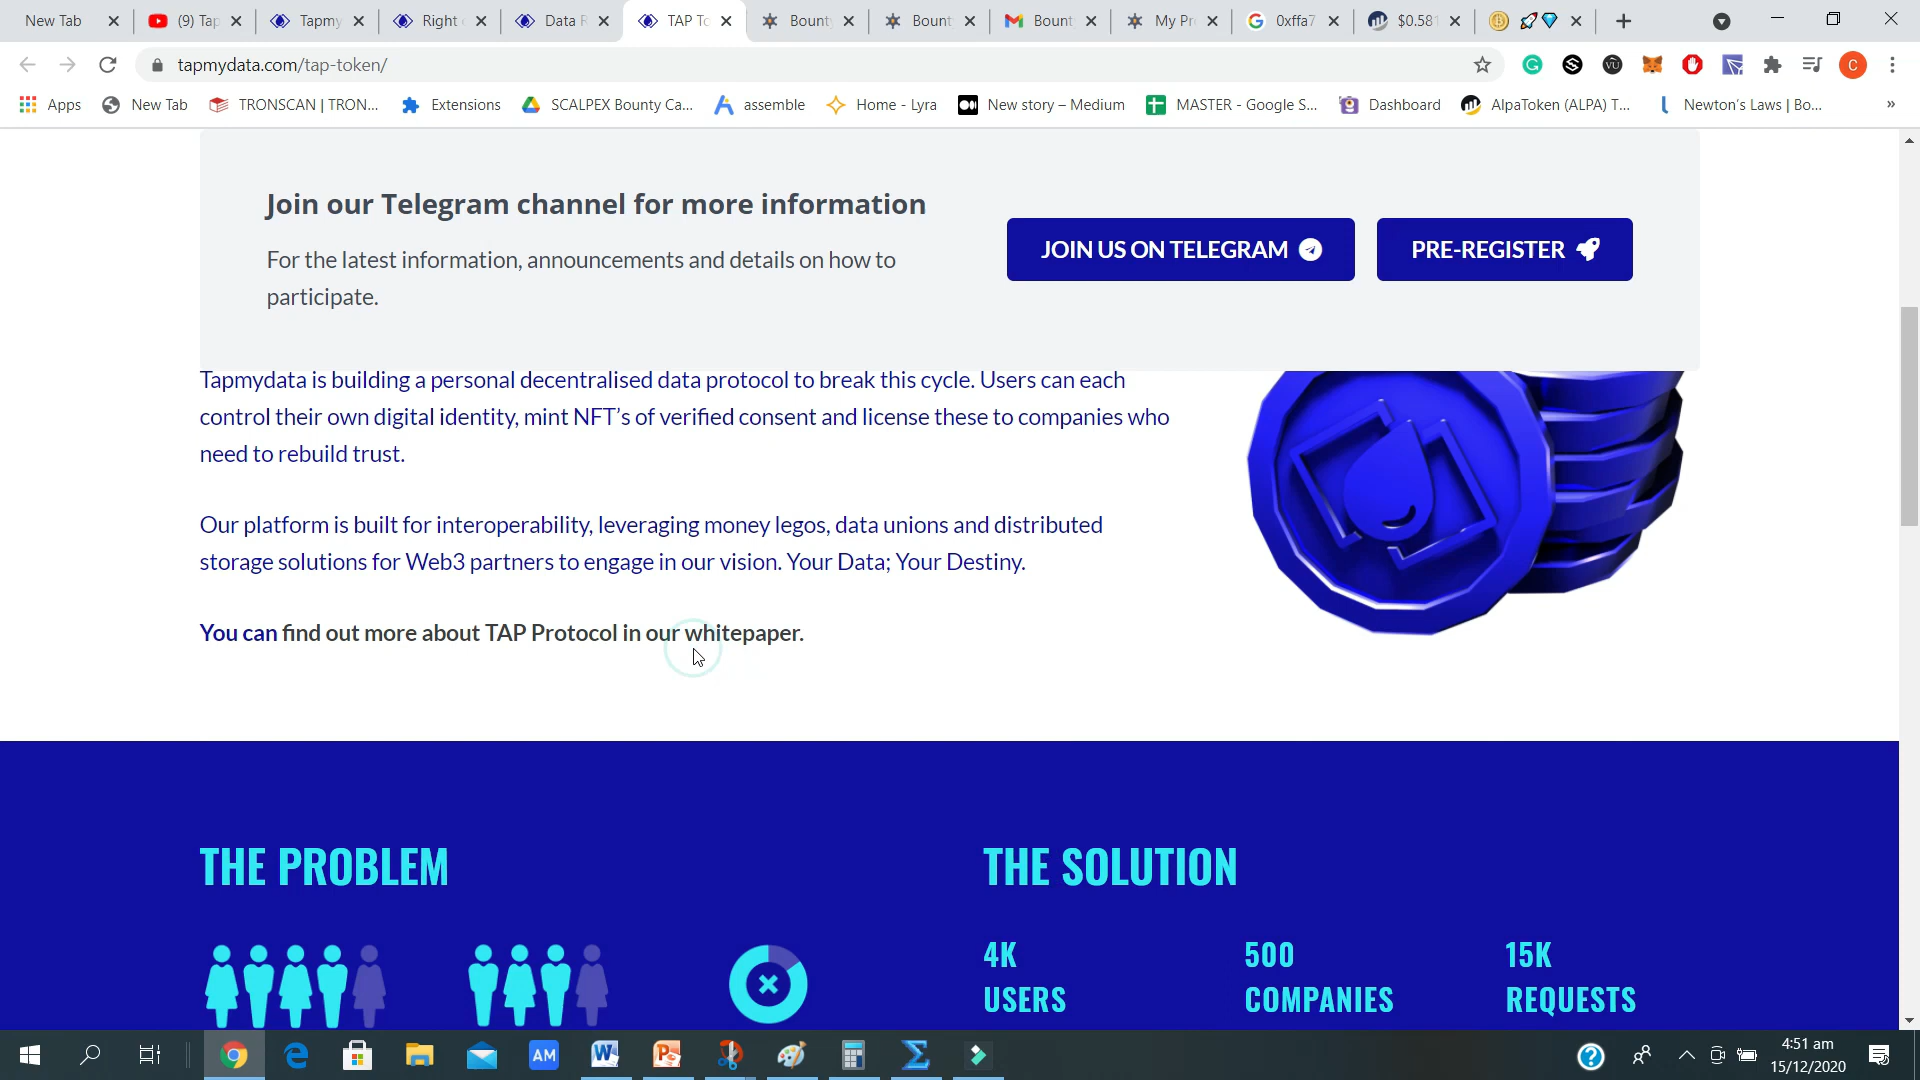 New Tab
(9) Tap
Tapmy
Right
Data R
TAP To
Bounty
Bount
Bount
My Pr
0xffa7
$0.581
tapmydata.com/tap-token/
C
Apps
New Tab
TRONSCAN | TRON...
Extensions
SCALPEX Bounty Ca...
assemble
Home - Lyra
New story – Medium
MASTER - Google S...
Dashboard
AlpaToken (ALPA) T...
Newton's Laws | Bo...
»
Join our Telegram channel for more information
For the latest information, announcements and details on how to
participate.
JOIN US ON TELEGRAM
PRE-REGISTER
Tapmydata is building a personal decentralised data protocol to break this cycle. Users can each
control their own digital identity, mint NFT's of verified consent and license these to companies who
need to rebuild trust.
Our platform is built for interoperability, leveraging money legos, data unions and distributed
storage solutions for Web3 partners to engage in our vision. Your Data; Your Destiny.
You can find out more about TAP Protocol in our whitepaper.
THE PROBLEM
THE SOLUTION
4K
USERS
500
COMPANIES
15K
REQUESTS
AM
4:51 am
15/12/2020